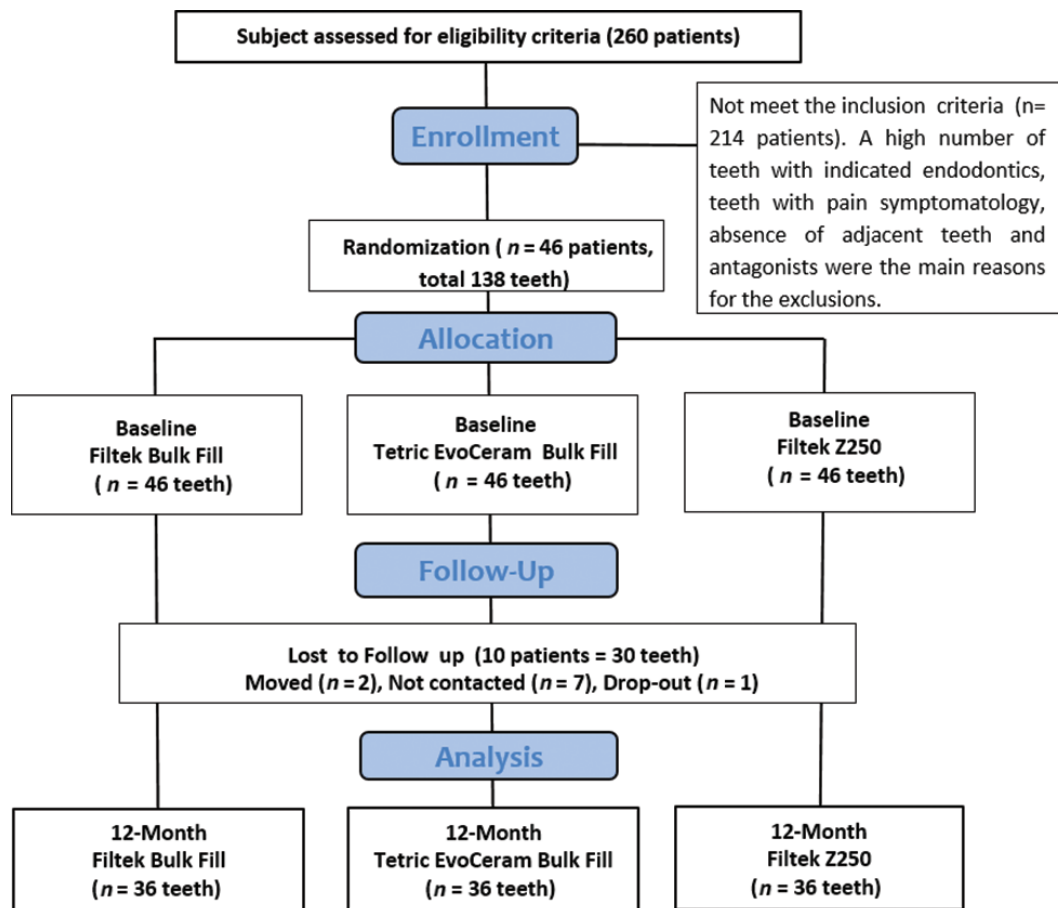 Subject assessed for eligibility criteria (260 patients)
Enrollment
Not meet the inclusion criteria (n=
214 patients). A high number of
teeth with indicated endodontics,
teeth with pain symptomatology,
absence of adjacent teeth and
antagonists were the main reasons
for the exclusions.
Randomization ( n = 46 patients,
total 138 teeth)
Allocation
Baseline
Filtek Bulk Fill
( n = 46 teeth)
Baseline
Tetric EvoCeram Bulk Fill
( n = 46 teeth)
Baseline
Filtek Z250
( n = 46 teeth)
Follow-Up
Lost to Follow up (10 patients = 30 teeth)
Moved (n = 2), Not contacted (n = 7), Drop-out (n = 1)
Analysis
12-Month
Filtek Bulk Fill
(n = 36 teeth)
12-Month
Tetric EvoCeram Bulk Fill
(n = 36 teeth)
12-Month
Filtek Z250
(n = 36 teeth)